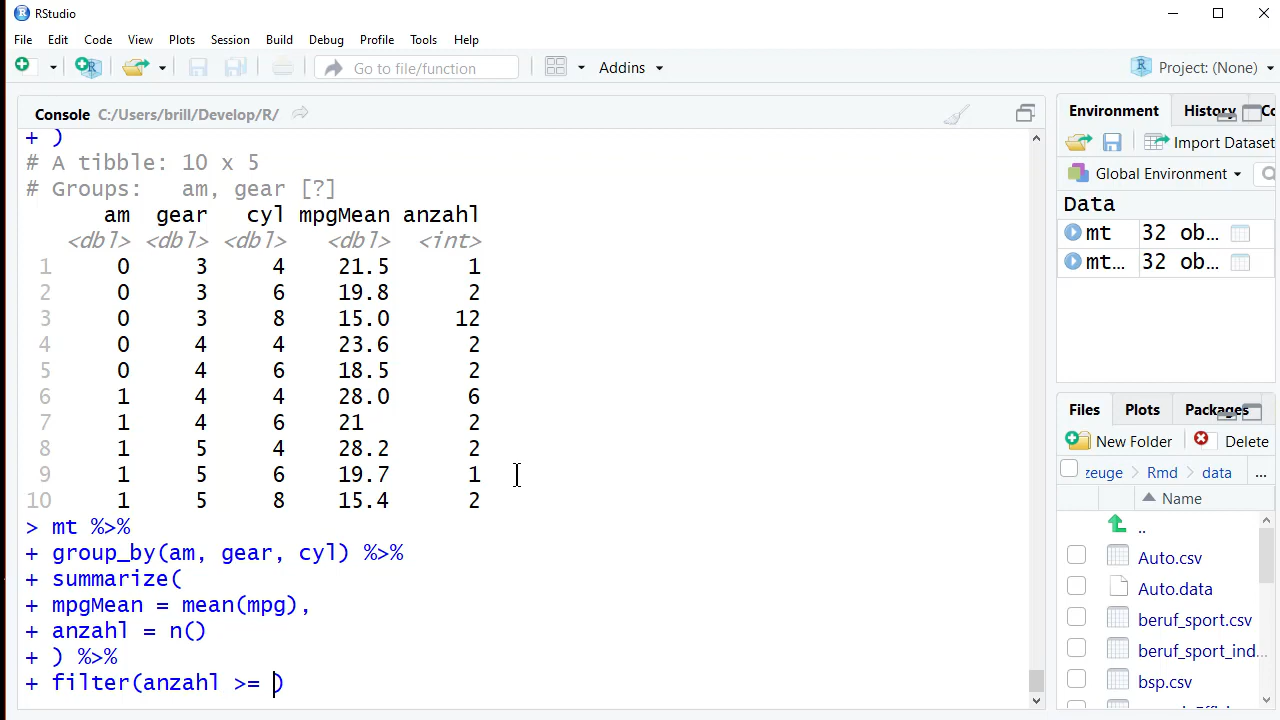 RStudio
File Edit Code View Plots Session Build Debug Profile Tools Help
Go to file/function Addins Project: (None)
Console C:/Users/brill/Develop/R/
+ )
# A tibble: 10 x 5
# Groups: am, gear [?]
am gear cyl mpgMean anzahl
<dbl> <dbl> <dbl> <dbl> <int>
1 0 3 4 21.5 1
2 0 3 6 19.8 2
3 0 3 8 15.0 12
4 0 4 4 23.6 2
5 0 4 6 18.5 2
6 1 4 4 28.0 6
7 1 4 6 21 2
8 1 5 4 28.2 2
9 1 5 6 19.7 1
10 1 5 8 15.4 2
> mt %>%
+ group_by(am, gear, cyl) %>%
+ summarize(
+ mpgMean = mean(mpg),
+ anzahl = n()
+ ) %>%
+ filter(anzahl >= )
Environment History Co
Import Dataset
Global Environment
Data
mt 32 ob…
mt… 32 ob…
Files Plots Packages
New Folder Delete
zeuge Rmd data ...
Name
..
Auto.csv
Auto.data
beruf_sport.csv
beruf_sport_ind…
bsp.csv